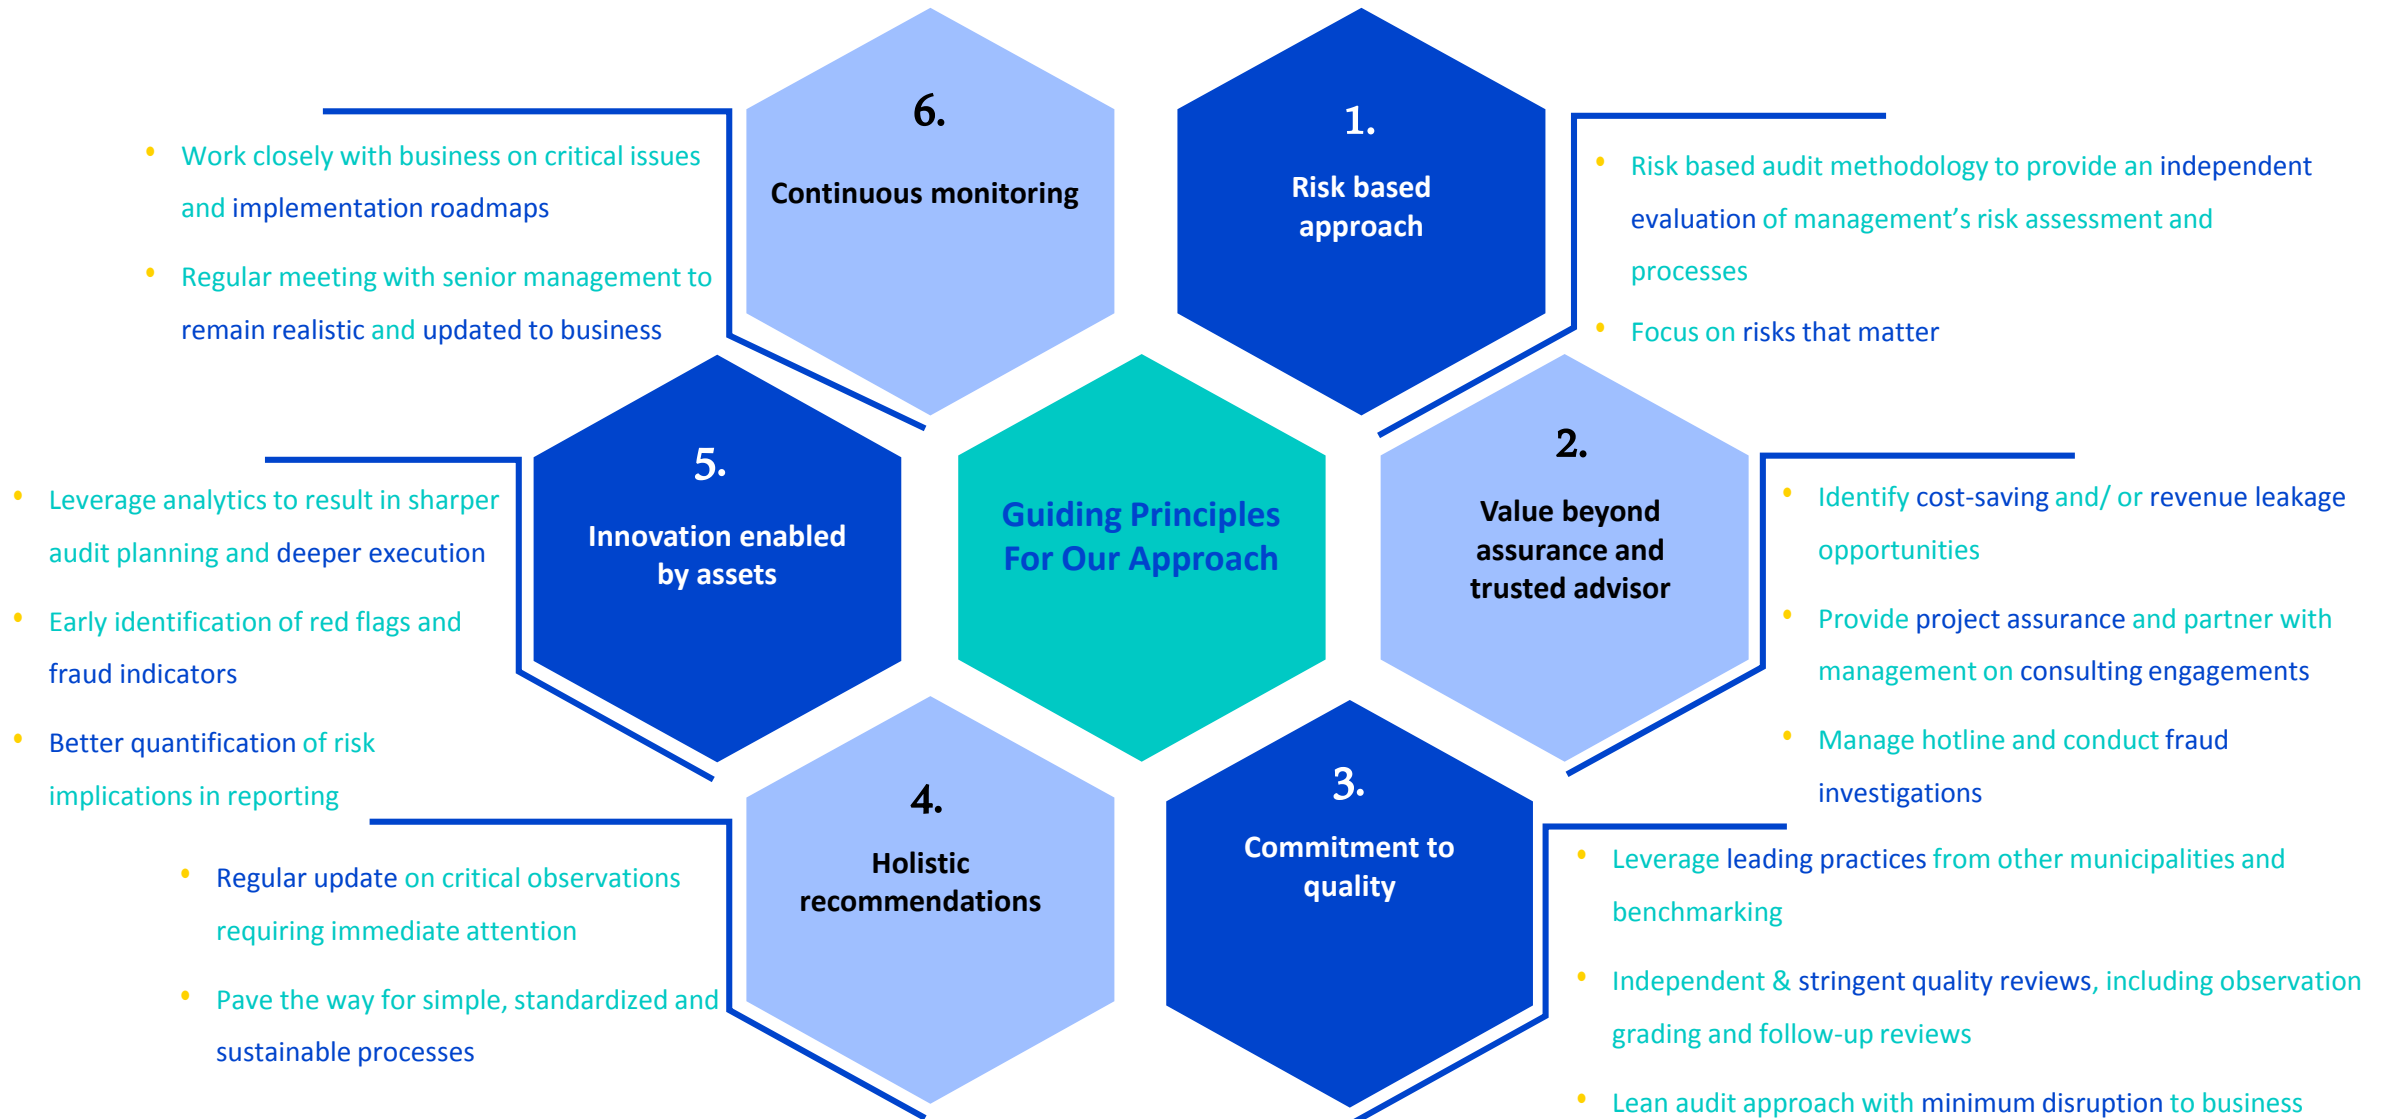 Guiding Principles
For Our Approach
1.
Risk based
approach
• Risk based audit methodology to provide an independent
evaluation of management’s risk assessment and
processes
• Focus on risks that matter
2.
Value beyond
assurance and
trusted advisor
• Identify cost-saving and/ or revenue leakage
opportunities
• Provide project assurance and partner with
management on consulting engagements
• Manage hotline and conduct fraud
investigations
3.
Commitment to
quality
• Leverage leading practices from other municipalities and
benchmarking
• Independent & stringent quality reviews, including observation
grading and follow-up reviews
• Lean audit approach with minimum disruption to business
4.
Holistic
recommendations
• Regular update on critical observations
requiring immediate attention
• Pave the way for simple, standardized and
sustainable processes
5.
Innovation enabled
by assets
• Leverage analytics to result in sharper
audit planning and deeper execution
• Early identification of red flags and
fraud indicators
• Better quantification of risk
implications in reporting
6.
Continuous monitoring
• Work closely with business on critical issues
and implementation roadmaps
• Regular meeting with senior management to
remain realistic and updated to business